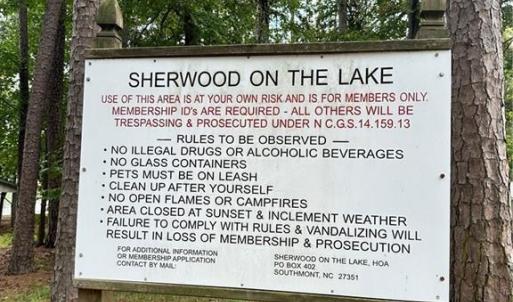 SHERWOOD ON THE LAKE
USE OF THIS AREA IS AT YOUR OWN RISK AND IS FOR MEMBERS ONLY.
MEMBERSHIP ID's ARE REQUIRED - ALL OTHERS WILL BE
TRESPASSING & PROSECUTED UNDER N C.G.S.14.159.13
— RULES TO BE OBSERVED —
• NO ILLEGAL DRUGS OR ALCOHOLIC BEVERAGES
• NO GLASS CONTAINERS
• PETS MUST BE ON LEASH
• CLEAN UP AFTER YOURSELF
• NO OPEN FLAMES OR CAMPFIRES
• AREA CLOSED AT SUNSET & INCLEMENT WEATHER
• FAILURE TO COMPLY WITH RULES & VANDALIZING WILL
RESULT IN LOSS OF MEMBERSHIP & PROSECUTION
FOR ADDITIONAL INFORMATION
OR MEMBERSHIP APPLICATION
CONTACT BY MAIL:
SHERWOOD ON THE LAKE, HOA
PO BOX 402
SOUTHMONT, NC 27351